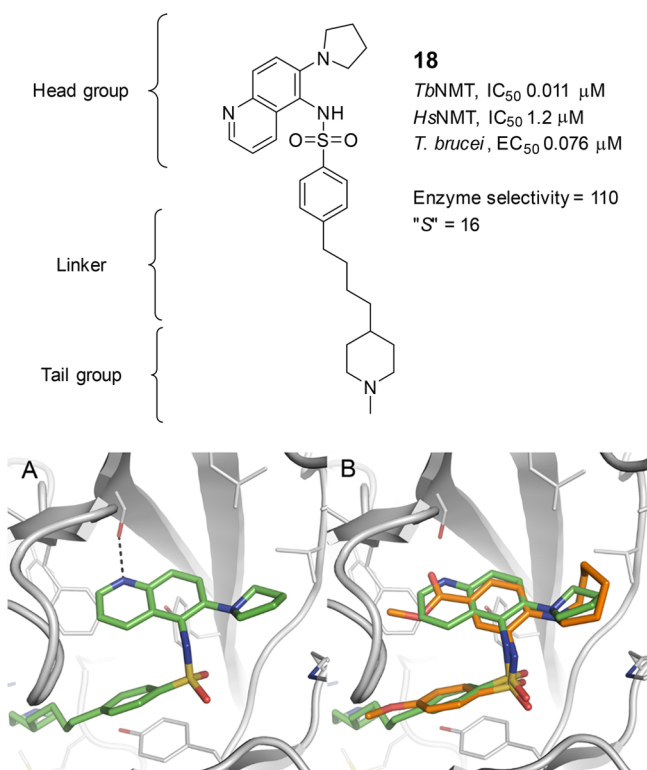 Head group
N
N
NH
O=S=O
18
TbNMT, IC50 0.011 μM
HsNMT, IC50 1.2 μM
T. brucei, EC50 0.076 μM
Enzyme selectivity = 110
"S" = 16
Linker
Tail group
N
A
B